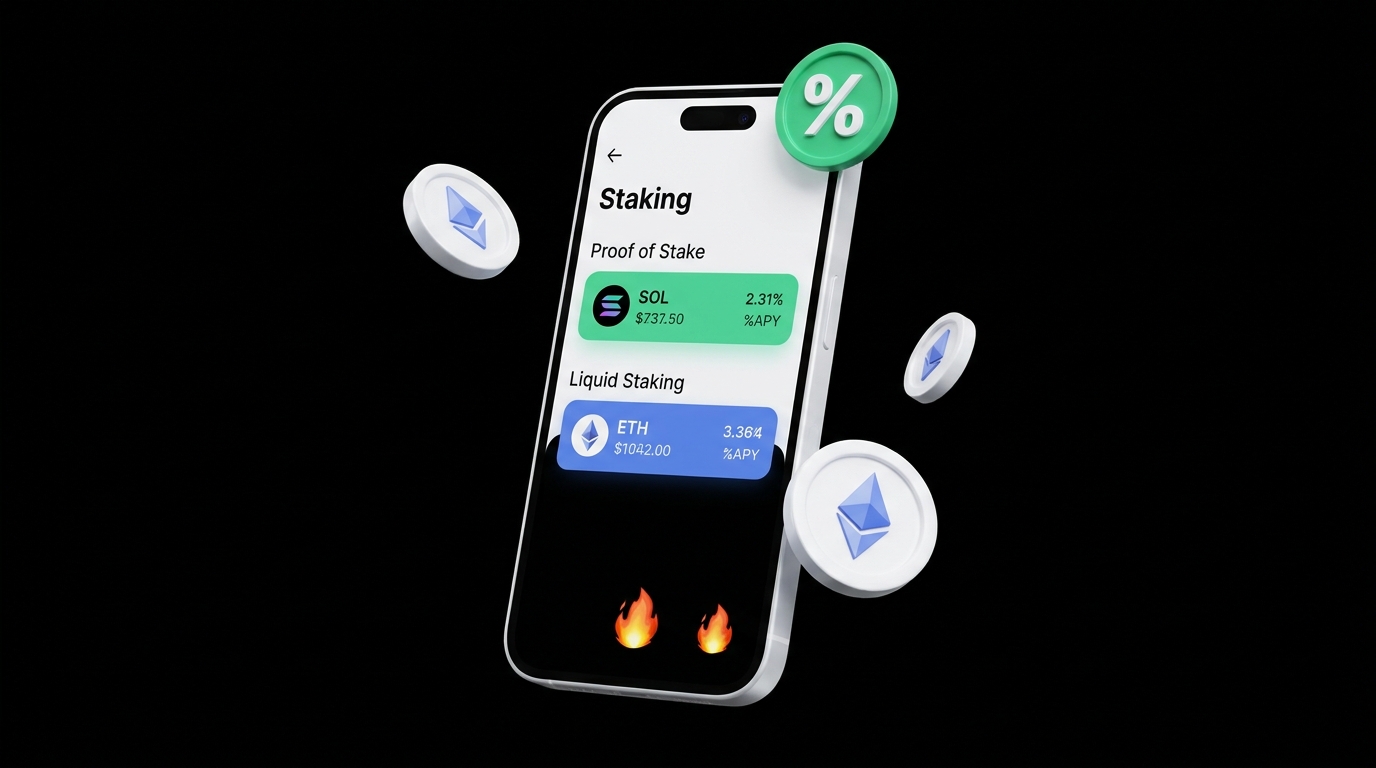 %
←
Staking
Proof of Stake
SOL
2.31%
$737.50
%APY
Liquid Staking
ETH
$1042.00
%APY